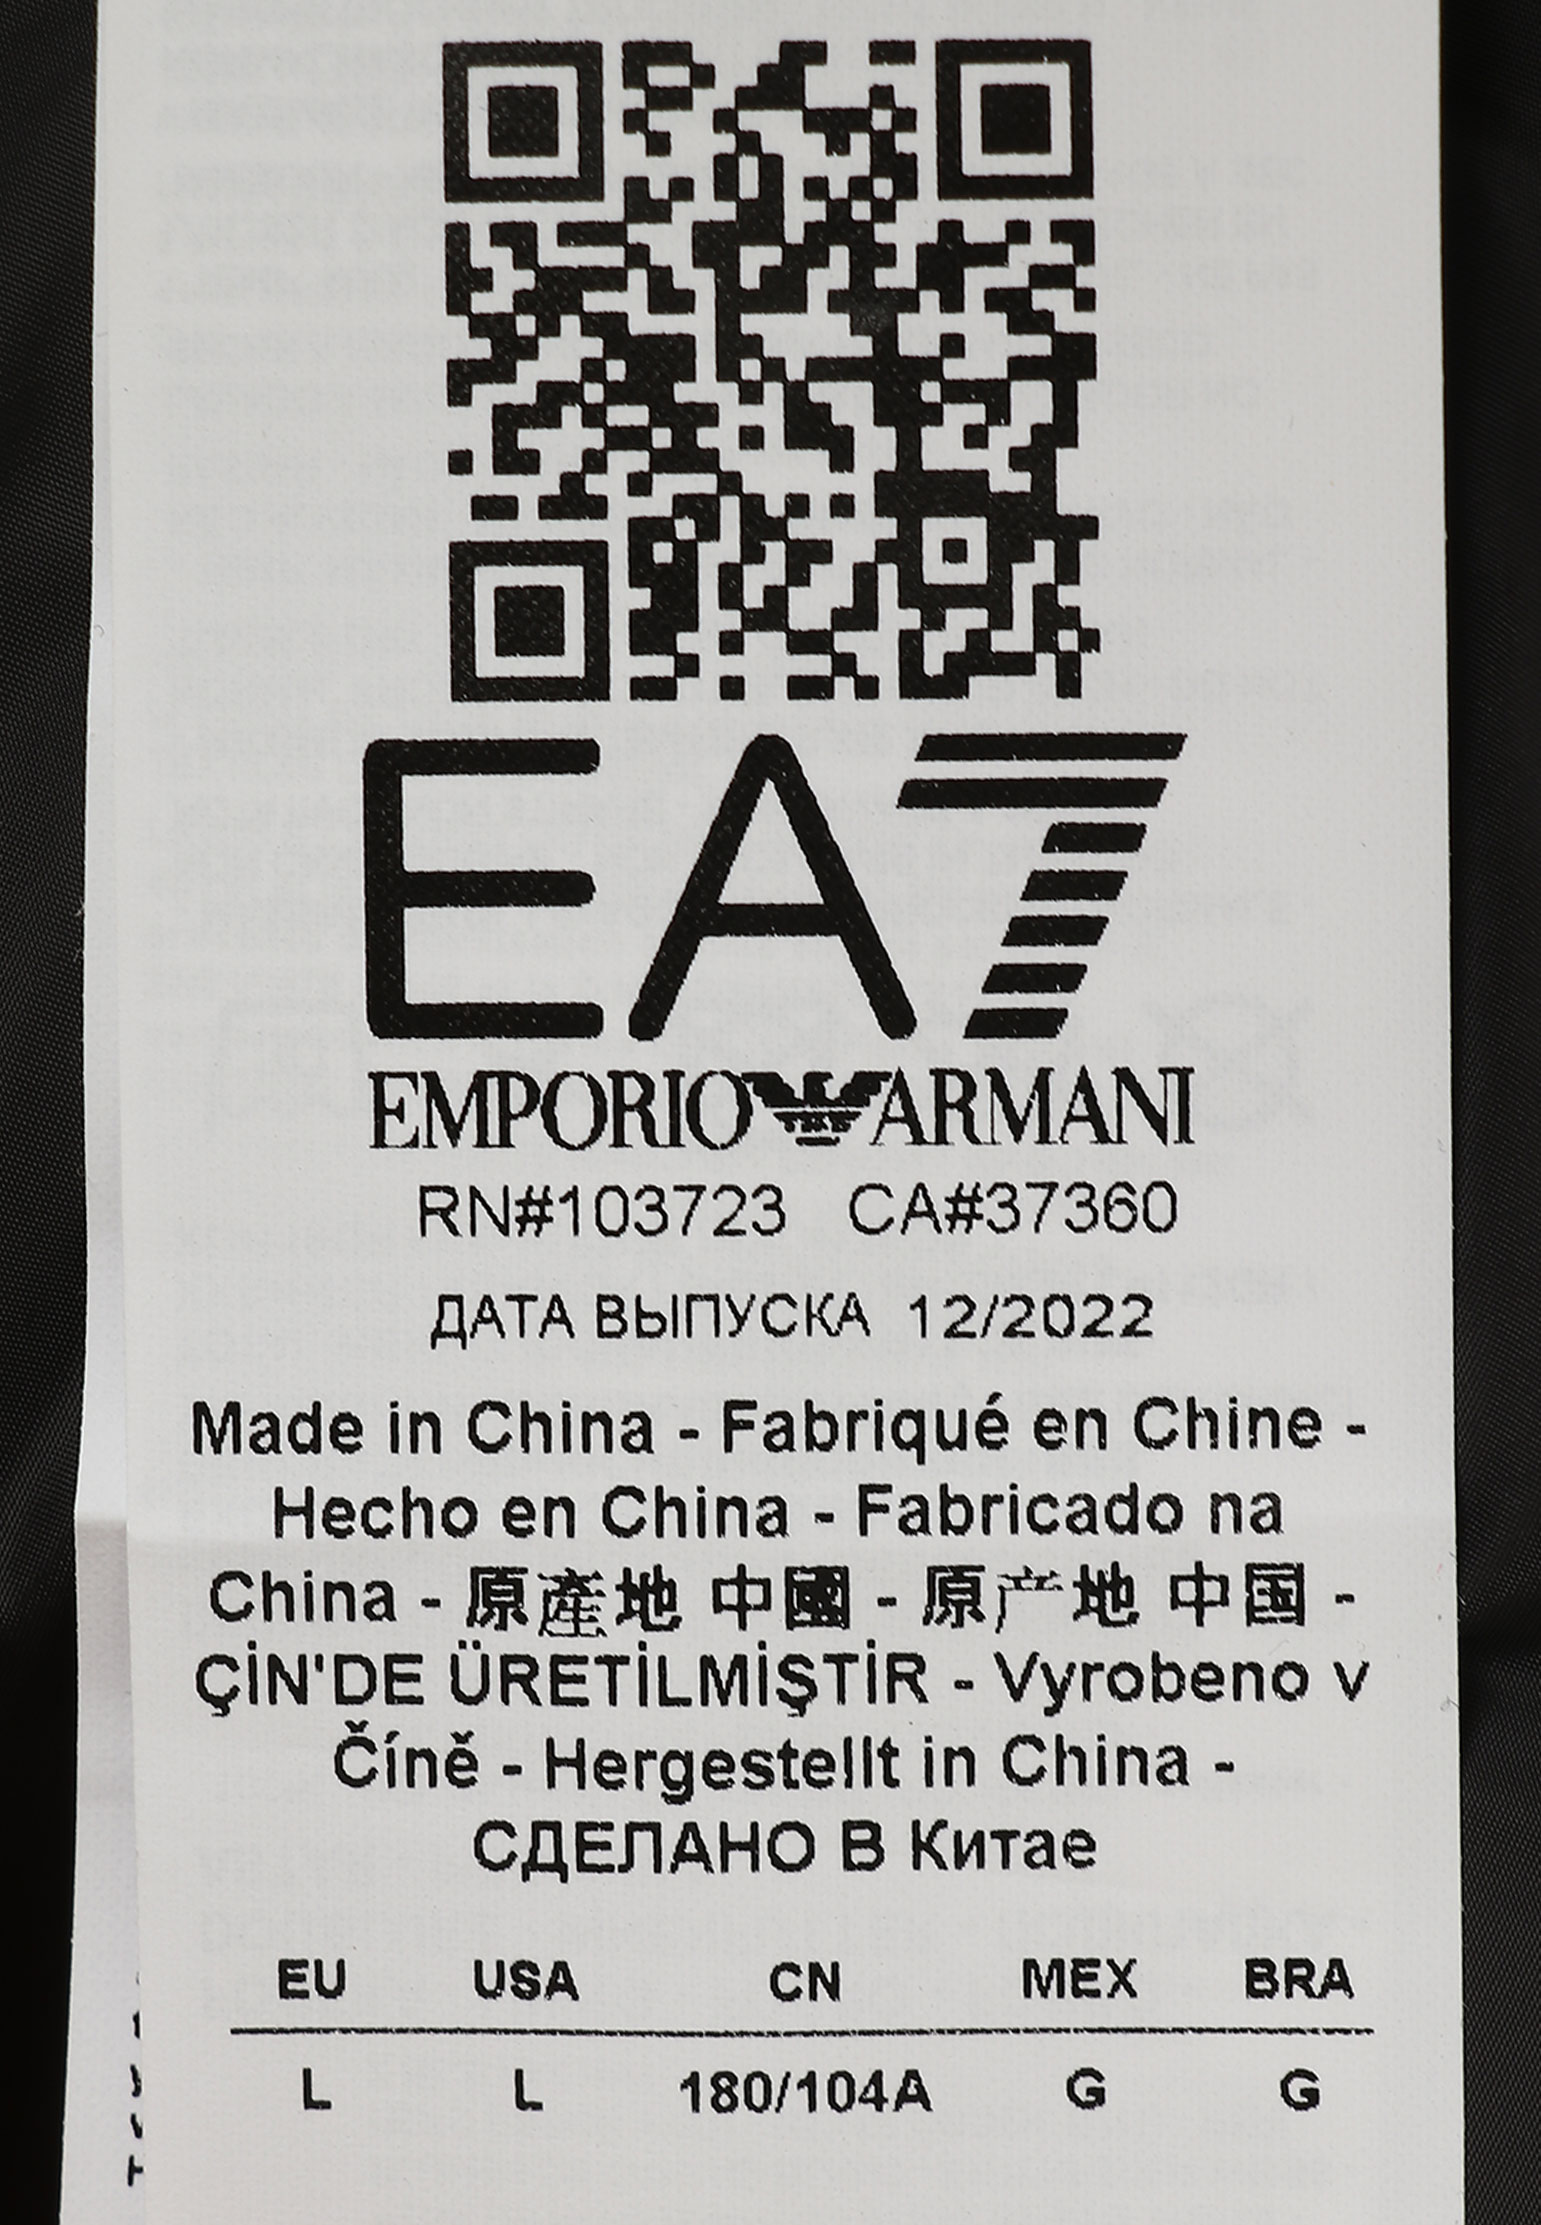 EA7
EMPORIO ARMANI
RN#103723 CA#37360
ДАТА ВЫПУСКА 12/2022
Made in China - Fabriqué en Chine -
Hecho en China - Fabricado na
China - 原產地 中國 - 原产地 中国 -
ÇİN'DE ÜRETİLMİŞTİR - Vyrobeno v
Číně - Hergestellt in China -
СДЕЛАНО В Китае
EU USA CN MEX BRA
L L 180/104A G G